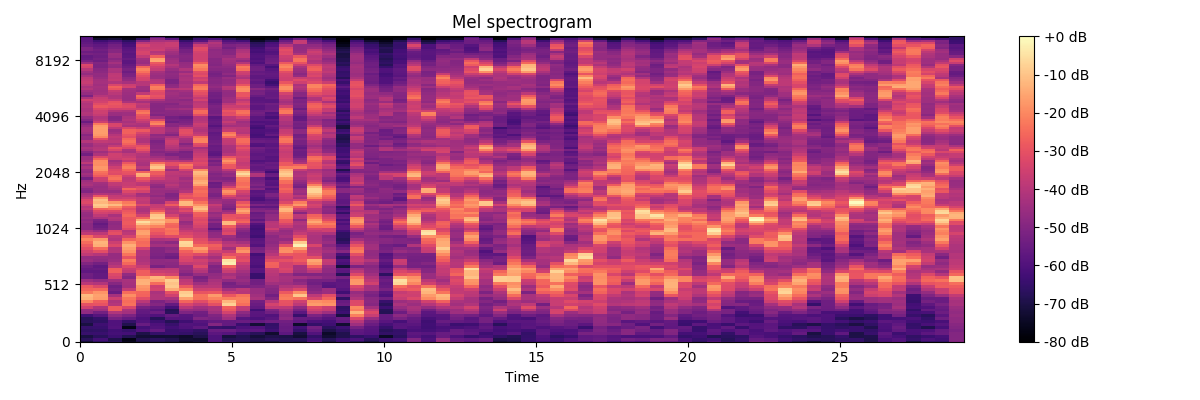 Mel spectrogram
Hz
8192
4096
2048
1024
512
0
0 5 10 15 20 25
Time
+0 dB
-10 dB
-20 dB
-30 dB
-40 dB
-50 dB
-60 dB
-70 dB
-80 dB